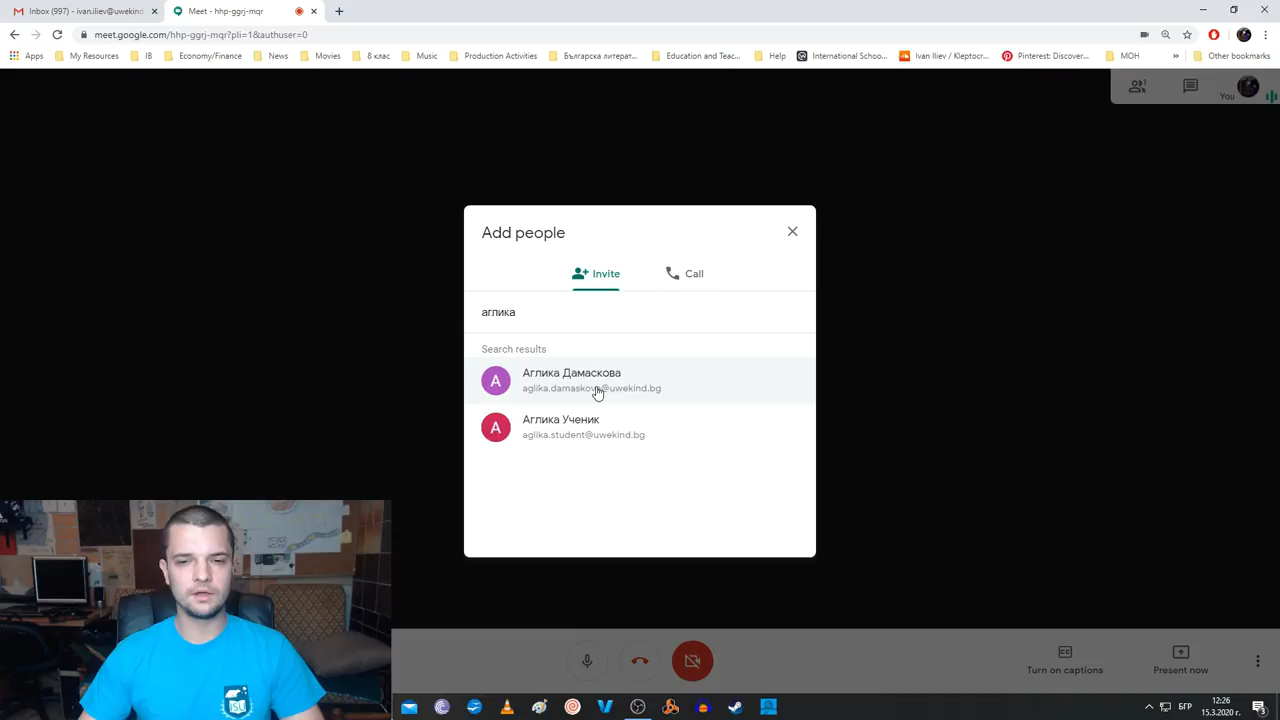 Inbox (997) - ivan.iliev@uwekind
Meet - hhp-ggrj-mqr
meet.google.com/hhp-ggrj-mqr?pli=1&authuser=0
Apps
My Resources
I8
Economy/Finance
News
Movies
8 клас
Music
Production Activities
Българска литерат...
Education and Teac...
Help
International Schoo...
Ivan Iliev / Kleptocr...
Pinterest: Discover...
МОН
»
Other bookmarks
You
Add people
Invite
Call
аглика
Search results
А
Аглика Дамаскова
aglika.damaskova@uwekind.bg
А
Аглика Ученик
aglika.student@uwekind.bg
ISU
CC
Turn on captions
Present now
БГР
12:26
15.3.2020 г.